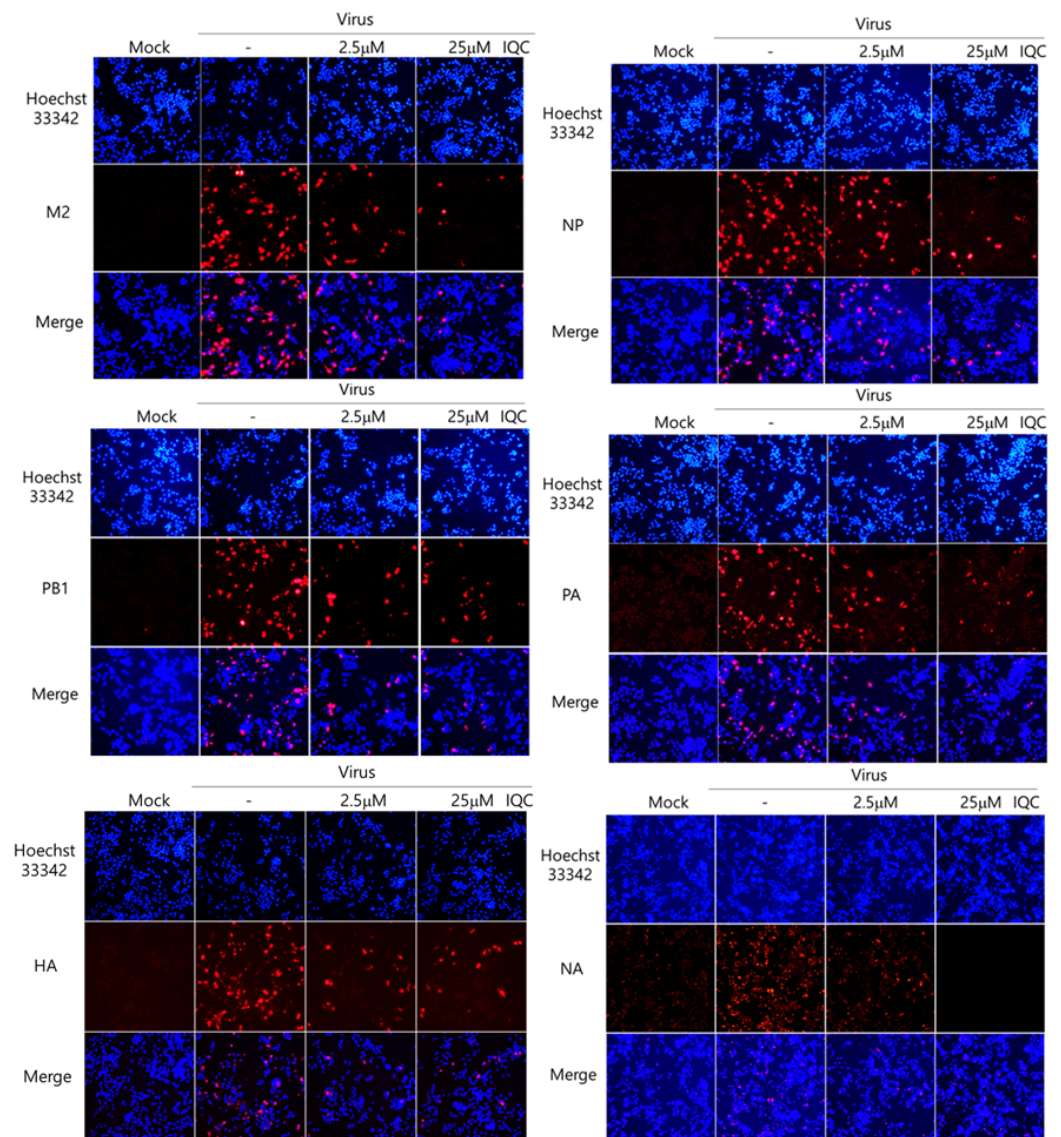 Virus
Mock - 2.5μM 25μM IQC
Hoechst
33342
M2
Merge
Virus
Mock - 2.5μM 25μM IQC
Hoechst
33342
NP
Merge
Virus
Mock - 2.5μM 25μM IQC
Hoechst
33342
PB1
Merge
Virus
Mock - 2.5μM 25μM IQC
Hoechst
33342
PA
Merge
Virus
Mock - 2.5μM 25μM IQC
Hoechst
33342
HA
Merge
Virus
Mock - 2.5μM 25μM IQC
Hoechst
33342
NA
Merge